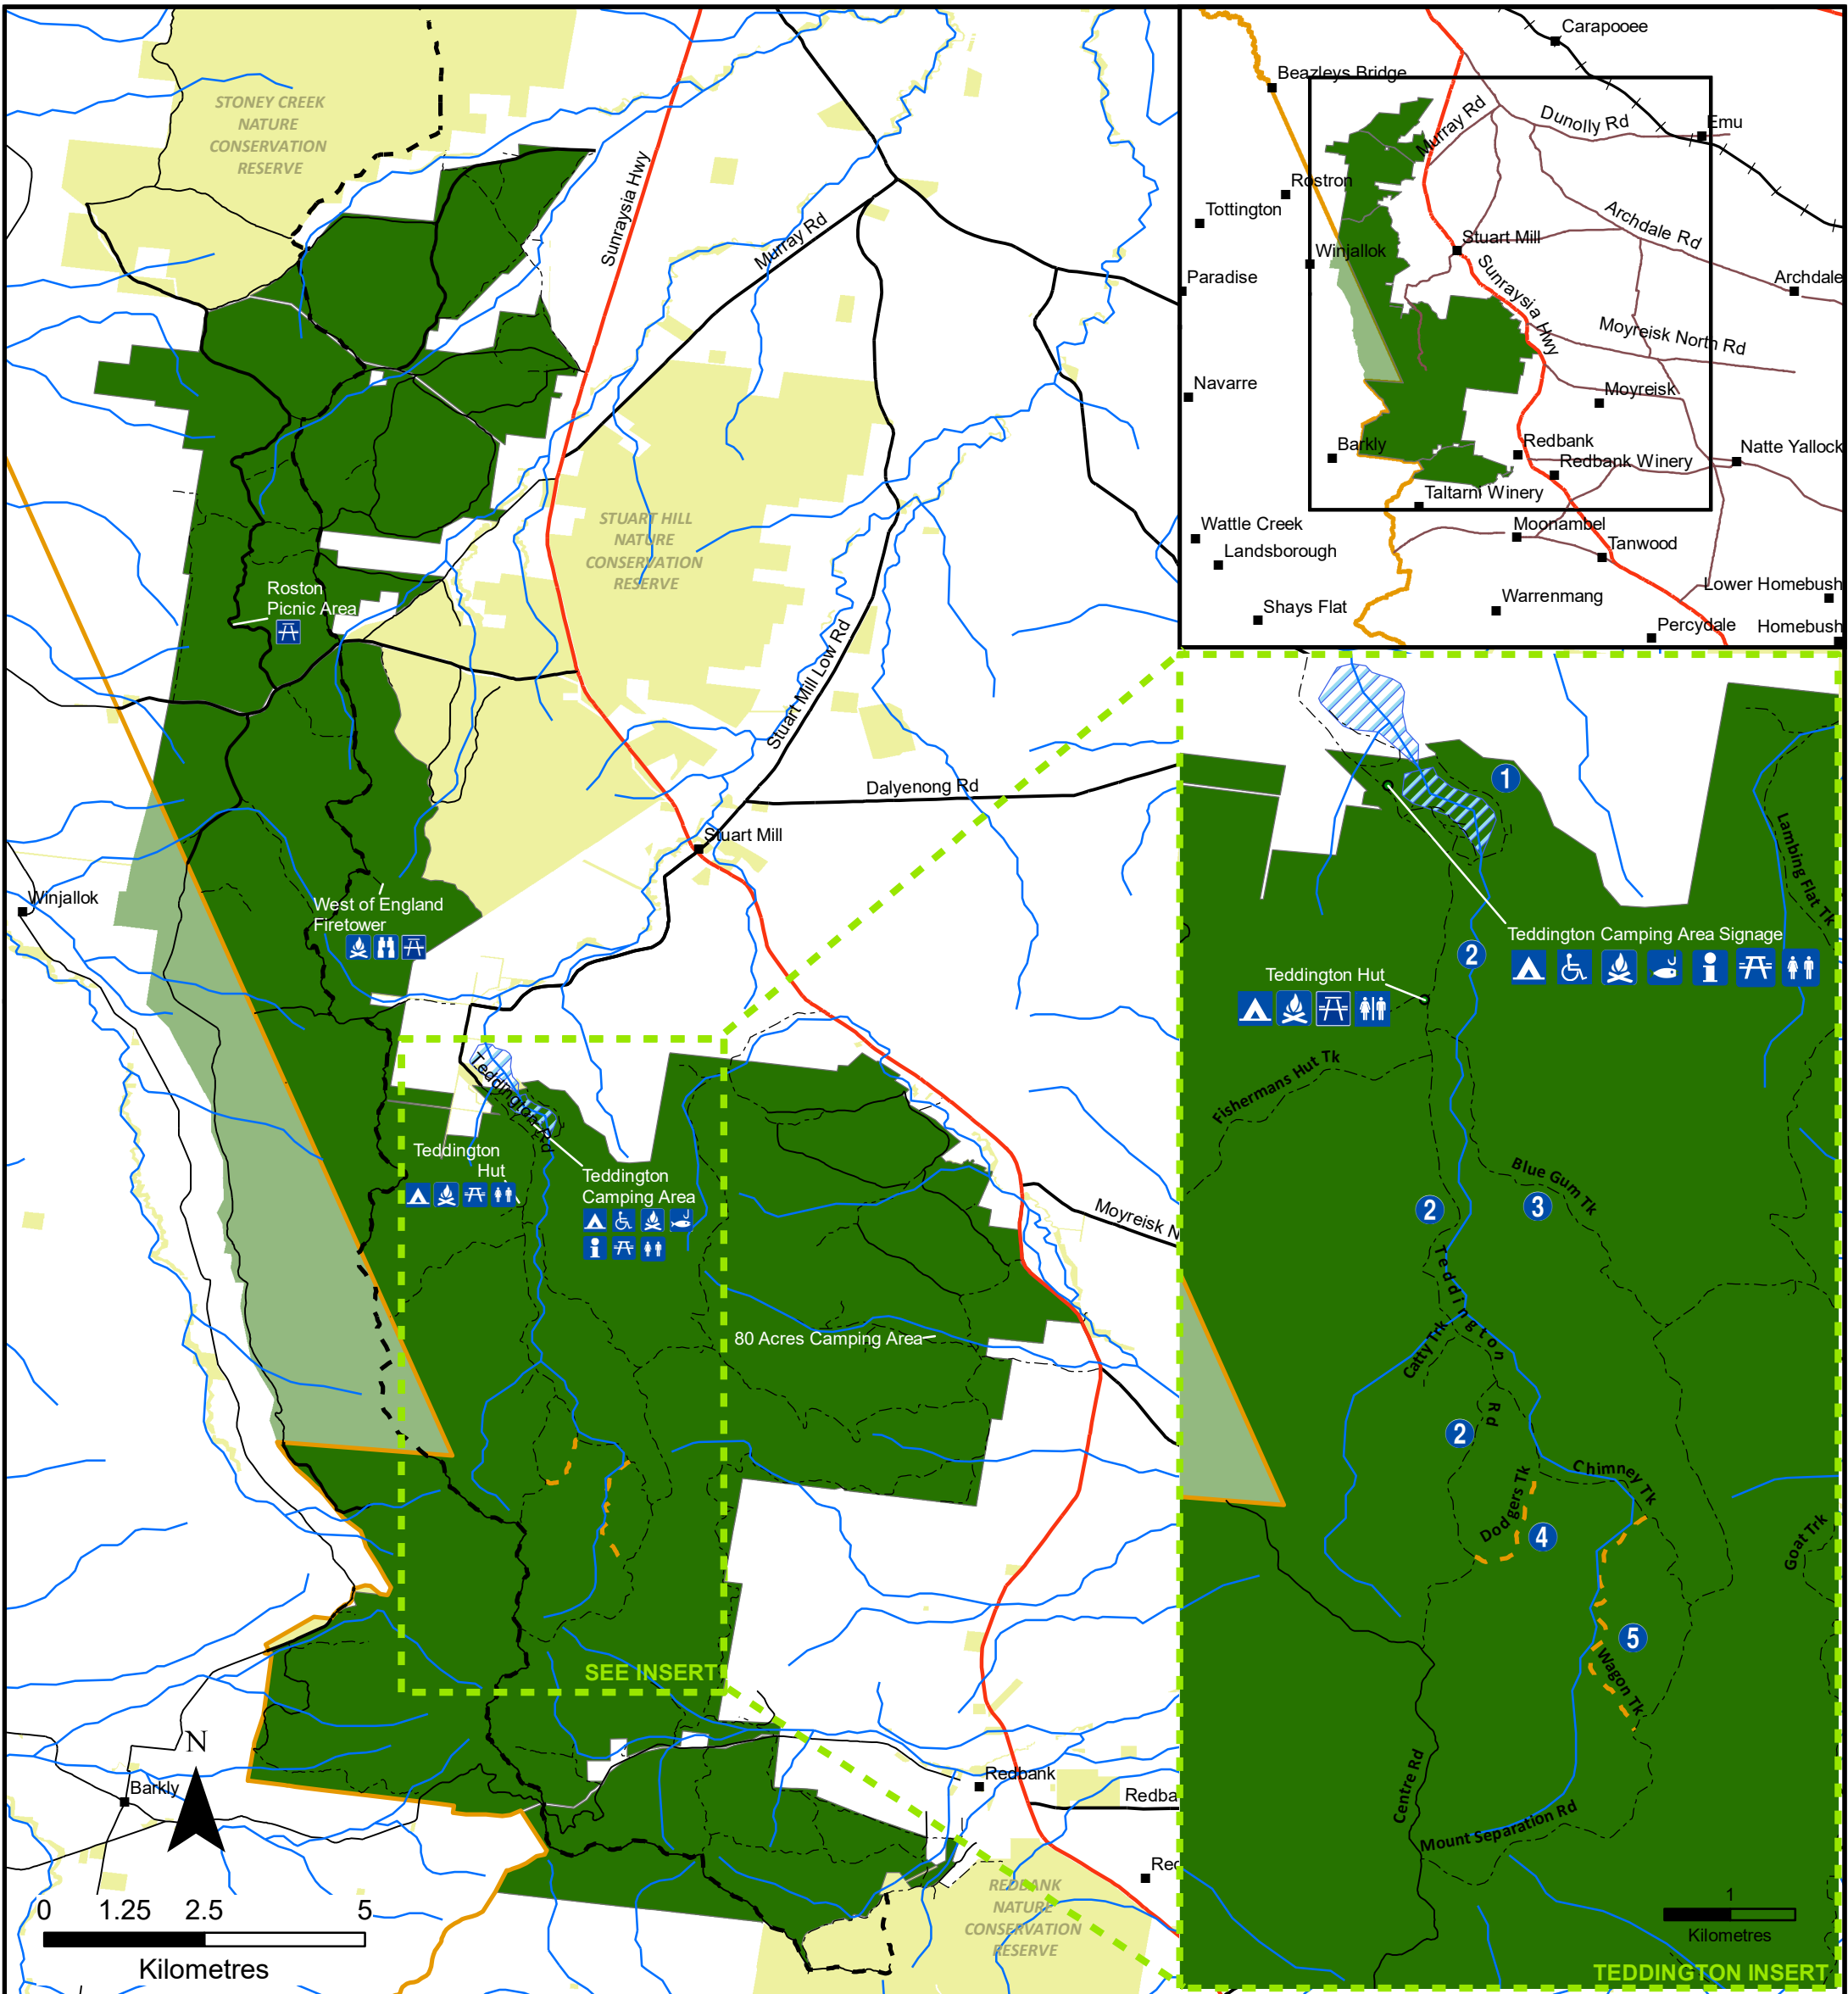 STONEY CREEK
NATURE
CONSERVATION
RESERVE
Sunraysia Hwy
Murray Rd
STUART HILL
NATURE
CONSERVATION
RESERVE
Roston
Picnic Area
Stuart Mill Low Rd
Dalyenong Rd
Stuart Mill
Winjallok
West of England
Firetower
Teddington Rd
Teddington
Hut
Teddington
Camping Area
Moyreisk N
80 Acres Camping Area
SEE INSERT
N
Barkly
Redbank
Redba
Red
REDBANK
NATURE
CONSERVATION
RESERVE
0 1.25 2.5 5
Kilometres
Carapooee
Beazleys Bridge
Murray Rd
Dunolly Rd
Emu
Rostron
Tottington
Archdale Rd
Stuart Mill
Winjallok
Sunraysia Hwy
Paradise
Archdale
Moyreisk North Rd
Navarre
Moyreisk
Barkly
Redbank
Natte Yallock
Redbank Winery
Taltarni Winery
Wattle Creek
Moonambel
Landsborough
Tanwood
Lower Homebush
Shays Flat
Warrenmang
Percydale
Homebush
1
Lambing Flat Tk
Teddington Camping Area Signage
2
Teddington Hut
Fishermans Hut Tk
Blue Gum Tk
2
3
Teddington Rd
Catty Trk
2
Chimney Tk
Dodgers Tk
4
Goat Trk
5
Wagon Tk
Centre Rd
Mount Separation Rd
1
Kilometres
TEDDINGTON INSERT